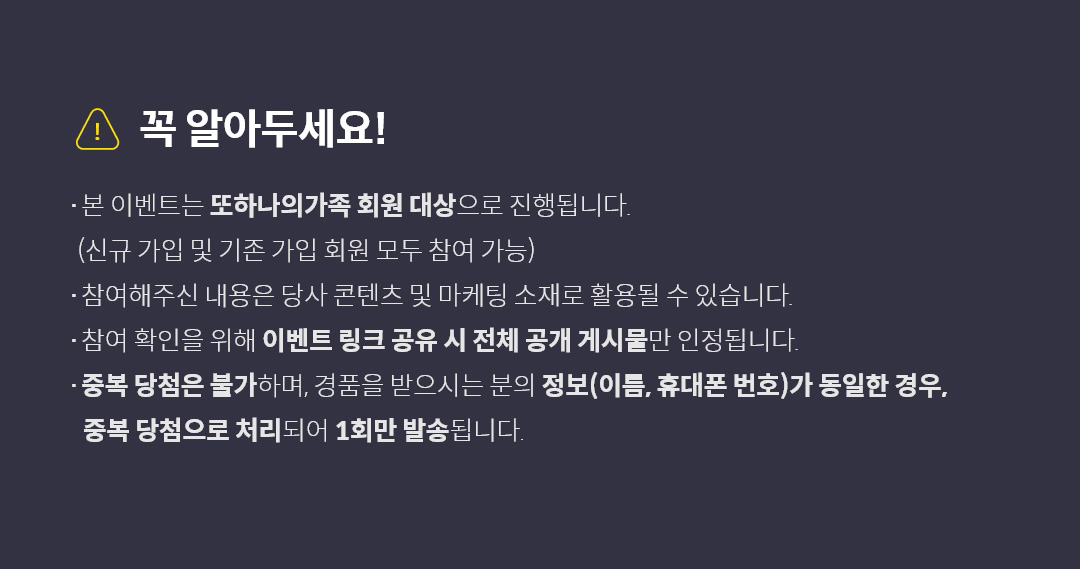 꼭 알아두세요!
· 본 이벤트는 또하나의가족 회원 대상으로 진행됩니다.
(신규 가입 및 기존 가입 회원 모두 참여 가능)
· 참여해주신 내용은 당사 콘텐츠 및 마케팅 소재로 활용될 수 있습니다.
· 참여 확인을 위해 이벤트 링크 공유 시 전체 공개 게시물만 인정됩니다.
· 중복 당첨은 불가하며, 경품을 받으시는 분의 정보(이름, 휴대폰 번호)가 동일한 경우,
중복 당첨으로 처리되어 1회만 발송됩니다.